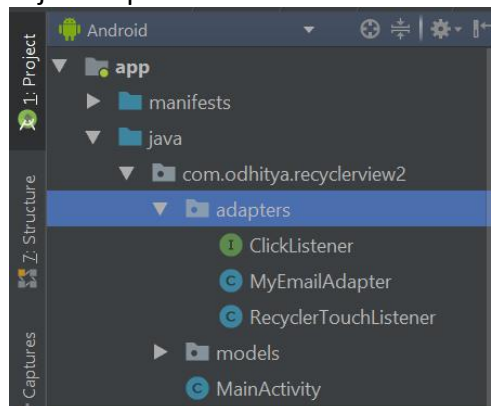 Android
1: Project
app
manifests
java
com.odhitya.recyclerview2
7: Structure
adapters
I ClickListener
C MyEmailAdapter
C RecyclerTouchListener
models
Captures
C MainActivity